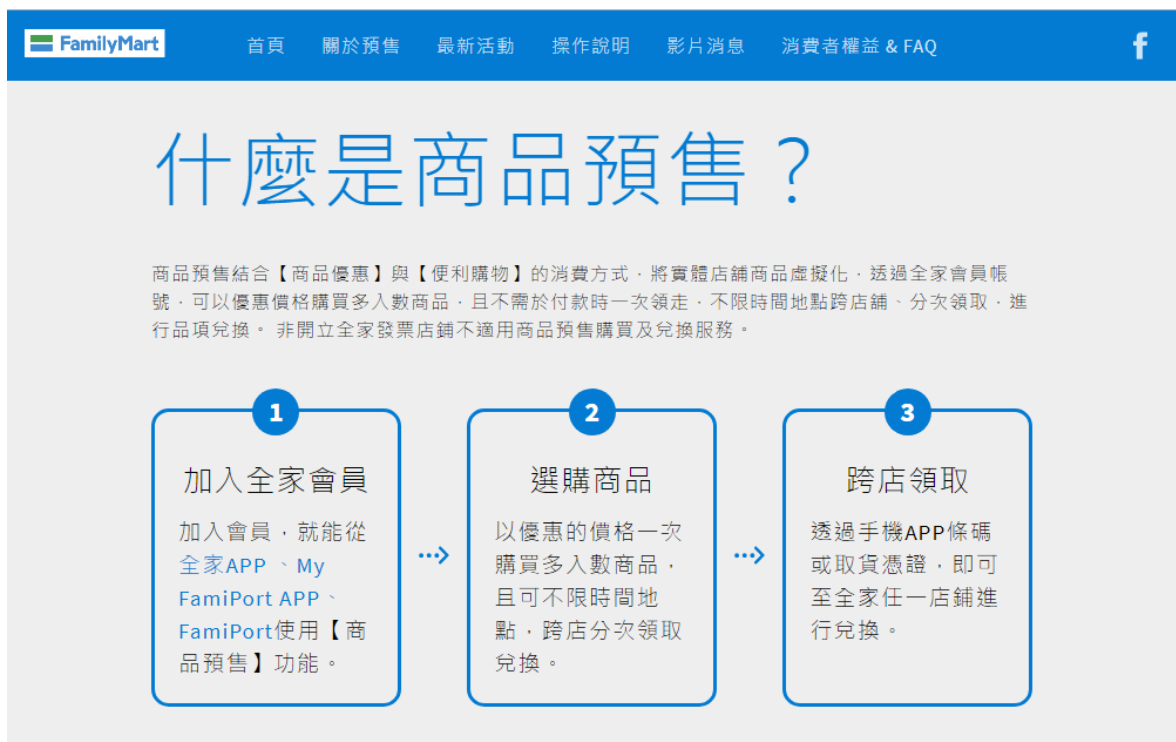 FamilyMart
首頁 關於預售 最新活動 操作說明 影片消息 消費者權益 & FAQ f
什麼是商品預售？
商品預售結合【商品優惠】與【便利購物】的消費方式，將實體店舖商品虛擬化，透過全家會員帳
號，可以優惠價格購買多入數商品，且不需於付款時一次領走，不限時間地點跨店舖、分次領取，進
行品項兌換。 非開立全家發票店鋪不適用商品預售購買及兌換服務。
1
加入全家會員
加入會員，就能從
全家APP 、My
FamiPort APP、
FamiPort使用【商
品預售】功能。
2
選購商品
以優惠的價格一次
購買多入數商品，
且可不限時間地
點，跨店分次領取
兌換。
3
跨店領取
透過手機APP條碼
或取貨憑證，即可
至全家任一店鋪進
行兌換。